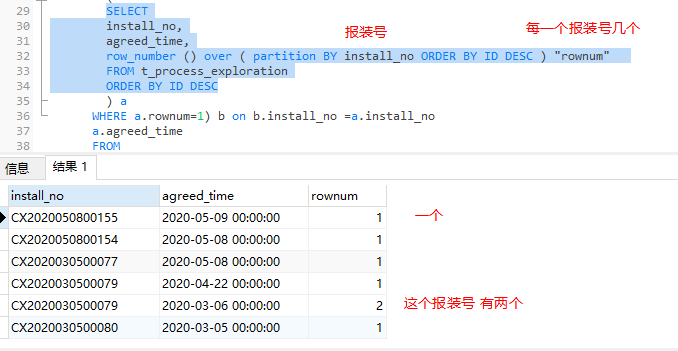 29 SELECT
30 install_no, 报装号 每一个报装号几个
31 agreed_time,
32 row_number () over ( partition BY install_no ORDER BY ID DESC ) "rownum"
33 FROM t_process_exploration
34 ORDER BY ID DESC
35 ) a
36 WHERE a.rownum=1) b on b.install_no =a.install_no
37 a.agreed_time
38 FROM
信息 结果 1
install_no agreed_time rownum
CX2020050800155 2020-05-09 00:00:00 1 一个
CX2020050800154 2020-05-08 00:00:00 1
CX2020030500077 2020-05-08 00:00:00 1
CX2020030500079 2020-04-22 00:00:00 1
CX2020030500079 2020-03-06 00:00:00 2 这个报装号 有两个
CX2020030500080 2020-03-05 00:00:00 1